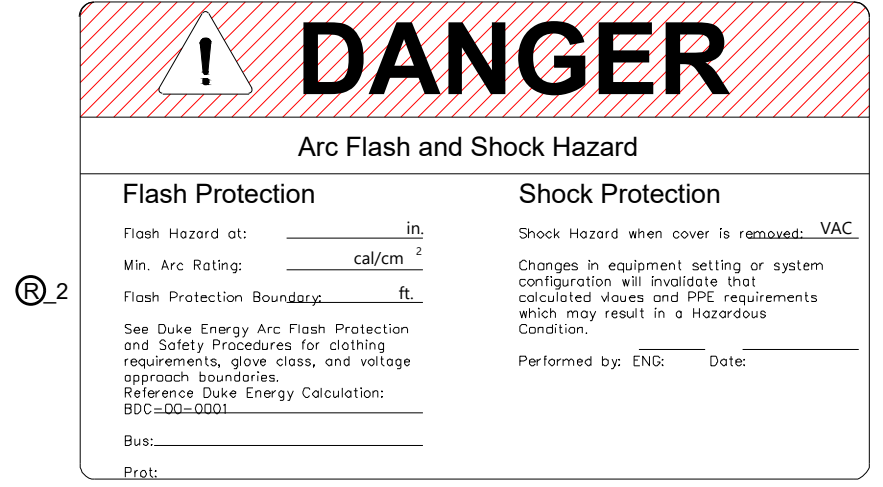 DANGER
Arc Flash and Shock Hazard
Flash Protection
Flash Hazard at: in.
Min. Arc Rating: cal/cm 2
Flash Protection Boundary: ft.
See Duke Energy Arc Flash Protection
and Safety Procedures for clothing
requirements, glove class, and voltage
approach boundaries.
Reference Duke Energy Calculation:
BDC-00-0001
Bus:
Prot:
Shock Protection
Shock Hazard when cover is removed: VAC
Changes in equipment setting or system
configuration will invalidate that
calculated vlaues and PPE requirements
which may result in a Hazardous
Condition.
Performed by: ENG: Date:
®_2